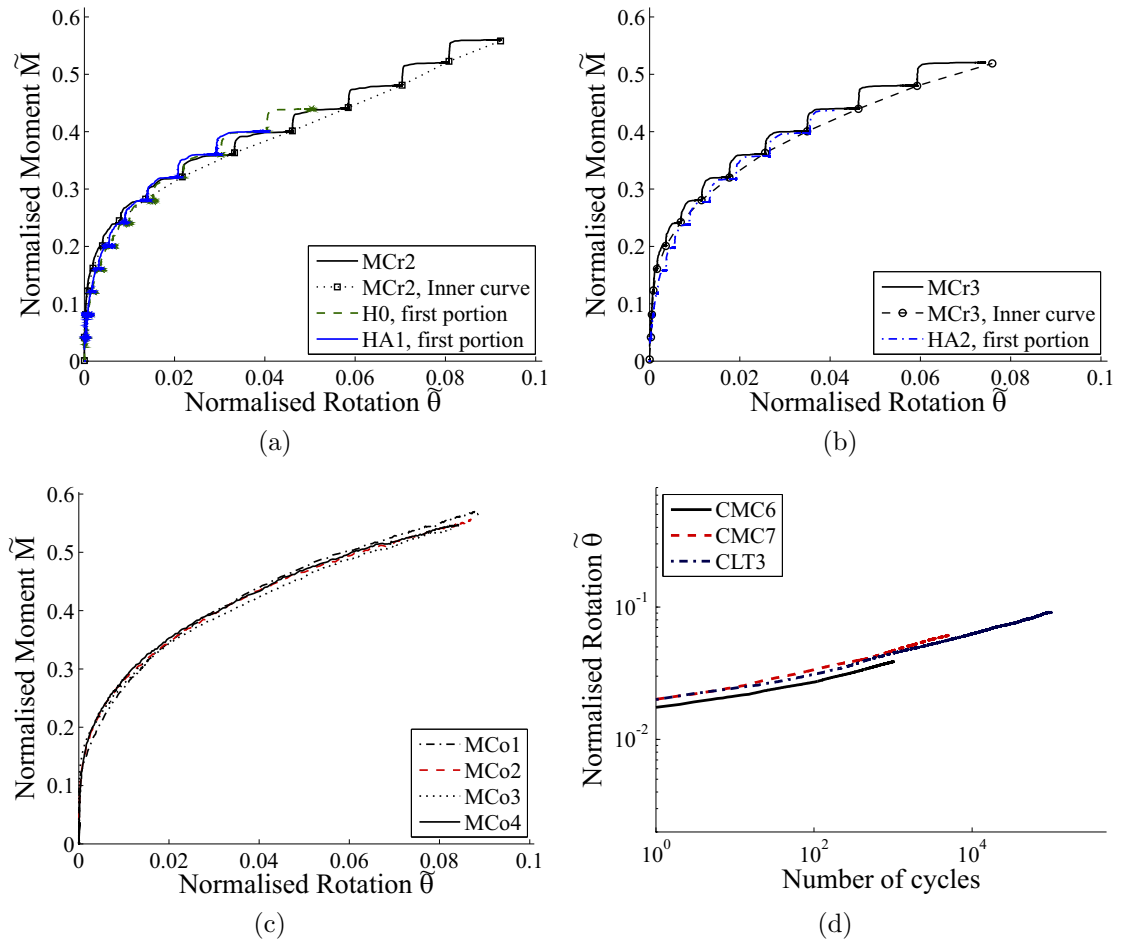 0.6
0.5
0.4
0.3
0.2
0.1
0
Normalised Moment M̃
0 0.02 0.04 0.06 0.08 0.1
Normalised Rotation θ̃
MCr2
MCr2, Inner curve
H0, first portion
HA1, first portion
(a)
0.6
0.5
0.4
0.3
0.2
0.1
0
Normalised Moment M̃
0 0.02 0.04 0.06 0.08 0.1
Normalised Rotation θ̃
MCr3
MCr3, Inner curve
HA2, first portion
(b)
0.6
0.5
0.4
0.3
0.2
0.1
0
Normalised Moment M̃
0 0.02 0.04 0.06 0.08 0.1
Normalised Rotation θ̃
MCo1
MCo2
MCo3
MCo4
(c)
CMC6
CMC7
CLT3
10⁻¹
10⁻²
Normalised Rotation θ̃
10⁰ 10² 10⁴
Number of cycles
(d)